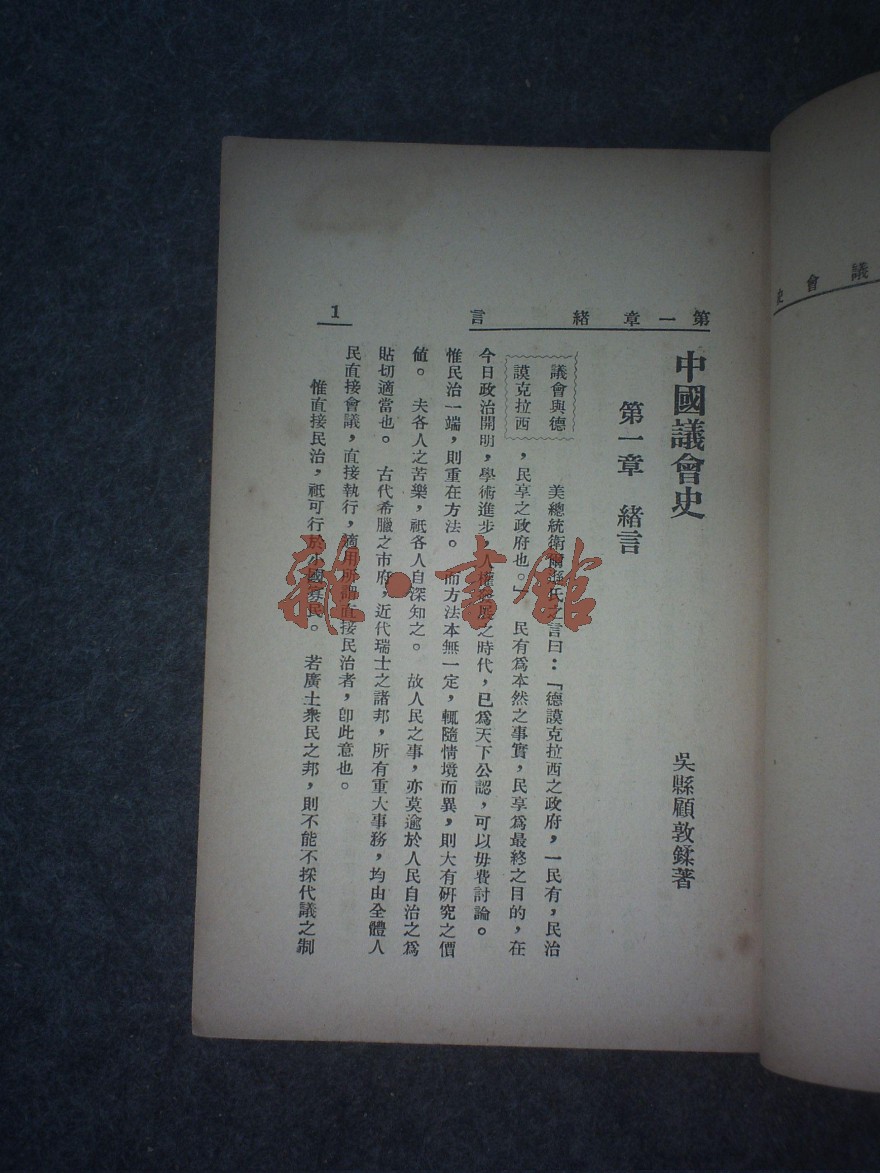 議會史
第一章 緒言
1
中國議會史
吳縣顧敦鍒著
第一章 緒言
議會與德
謨克拉西
美總統衛爾遜氏之言曰：「德謨克拉西之政府，一民有，民治
，民享之政府也。」 民有爲本然之事實，民享爲最終之目的，在
今日政治開明，學術進步，人權發展之時代，已爲天下公認，可以毋費討論。
惟民治一端，則重在方法。 而方法本無一定，輒隨情境而異，則大有研究之價
値。 夫各人之苦樂，祇各人自深知之。 故人民之事，亦莫逾於人民自治之爲
貼切適當也。 古代希臘之市府，近代瑞士之諸邦，所有重大事務，均由全體人
民直接會議，直接執行，適用所謂直接民治者，卽此意也。
惟直接民治，祇可行於小國寡民。 若廣土衆民之邦，則不能不採代議之制
雜·書館